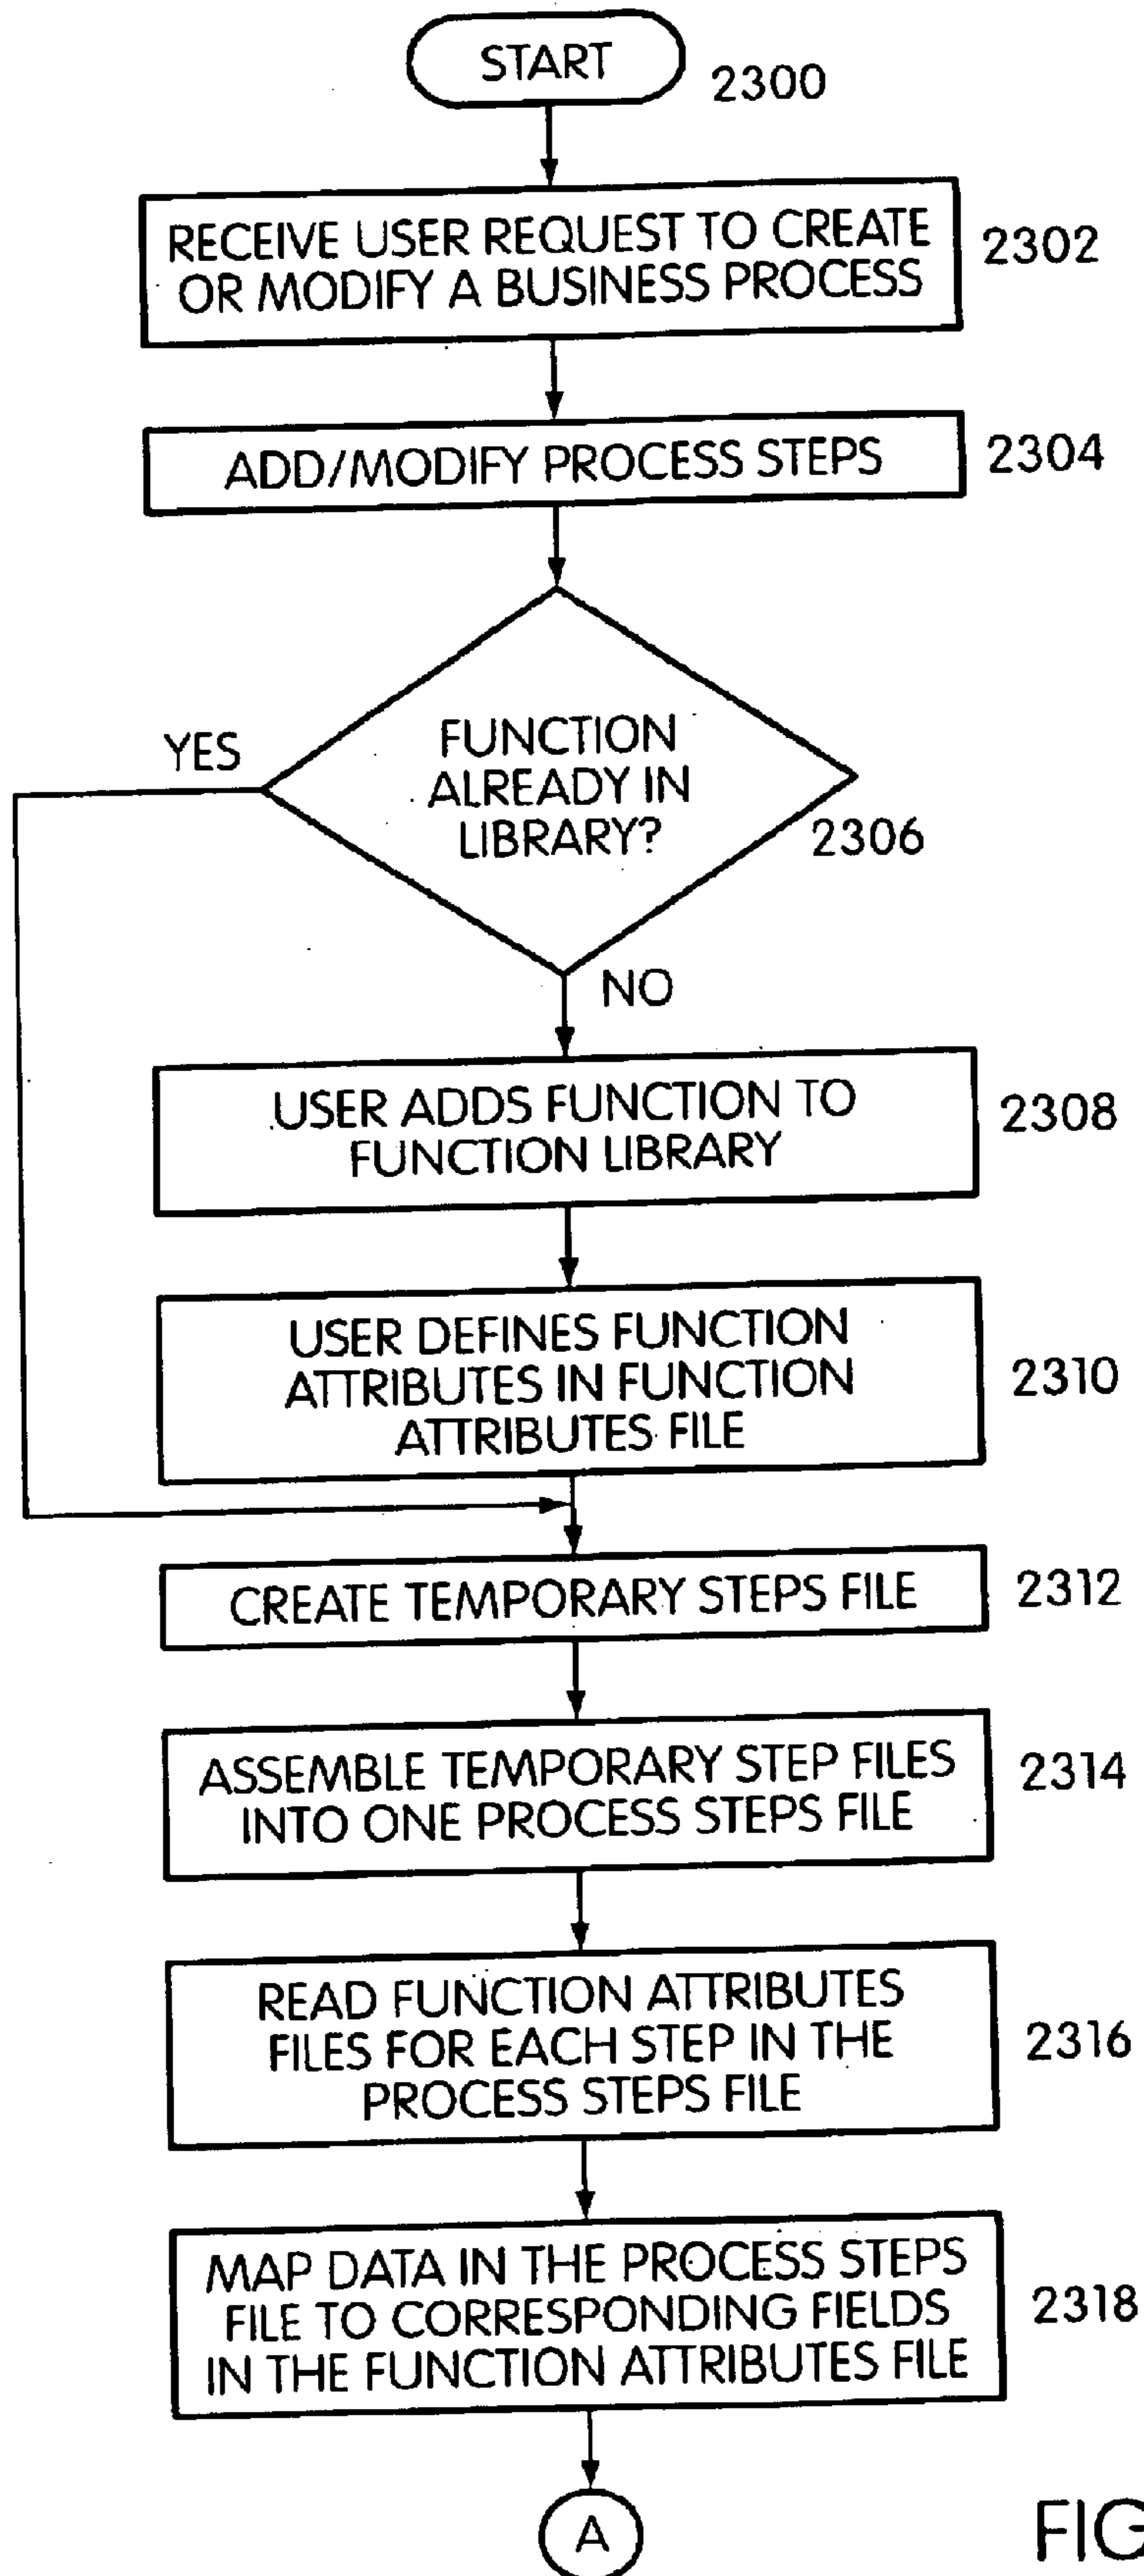 START
2300
RECEIVE USER REQUEST TO CREATE
OR MODIFY A BUSINESS PROCESS
2302
ADD/MODIFY PROCESS STEPS
2304
YES
FUNCTION
ALREADY IN
LIBRARY?
2306
NO
USER ADDS FUNCTION TO
FUNCTION LIBRARY
2308
USER DEFINES FUNCTION
ATTRIBUTES IN FUNCTION
ATTRIBUTES FILE
2310
CREATE TEMPORARY STEPS FILE
2312
ASSEMBLE TEMPORARY STEP FILES
INTO ONE PROCESS STEPS FILE
2314
READ FUNCTION ATTRIBUTES
FILES FOR EACH STEP IN THE
PROCESS STEPS FILE
2316
MAP DATA IN THE PROCESS STEPS
FILE TO CORRESPONDING FIELDS
IN THE FUNCTION ATTRIBUTES FILE
2318
A
FIG